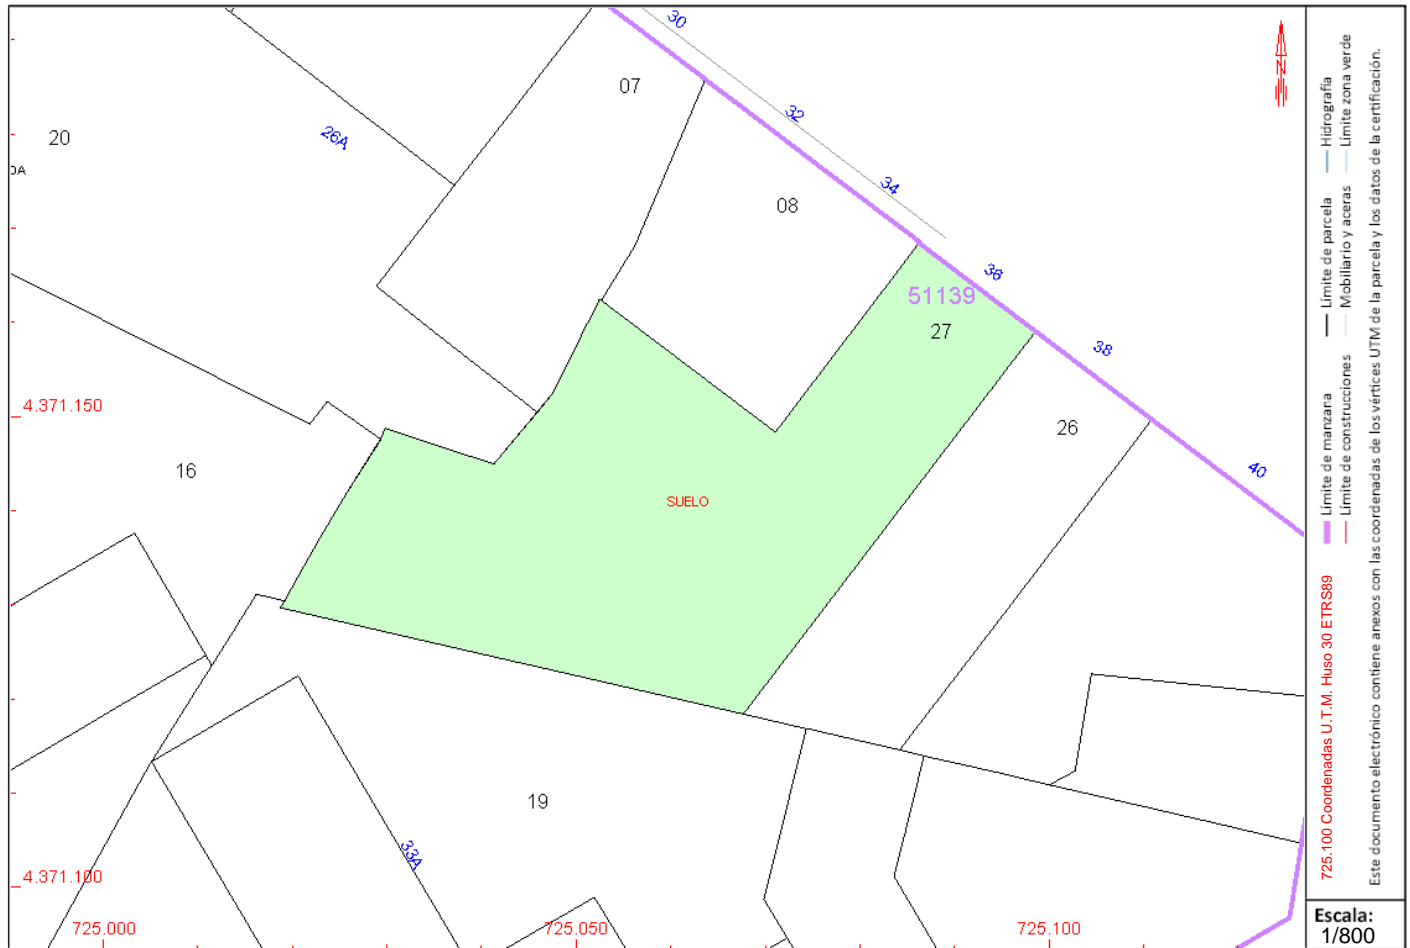 30
07
32
20
26A
0A
34
08
36
51139
27
38
4.371.150
26
16
40
SUELO
19
33A
4.371.100
725.000
725.050
725.100
725.100 Coordenadas U.T.M. Huso 30 ETRS89
Límite de manzana
Límite de parcela
Hidrografía
Límite de construcciones
Mobiliario y aceras
Límite zona verde
Este documento electrónico contiene anexos con las coordenadas de los vértices UTM de la parcela y los datos de la certificación.
N
Escala:
1/800